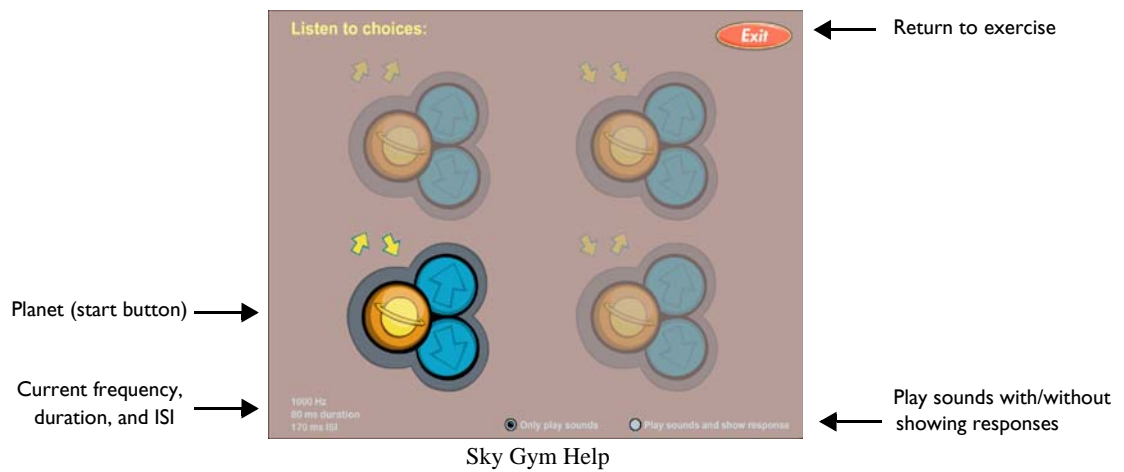 Listen to choices:
Exit
Return to exercise
Planet (start button)
Current frequency,
duration, and ISI
1000 Hz
80 ms duration
170 ms ISI
Only play sounds
Play sounds and show response
Play sounds with/without
showing responses
Sky Gym Help